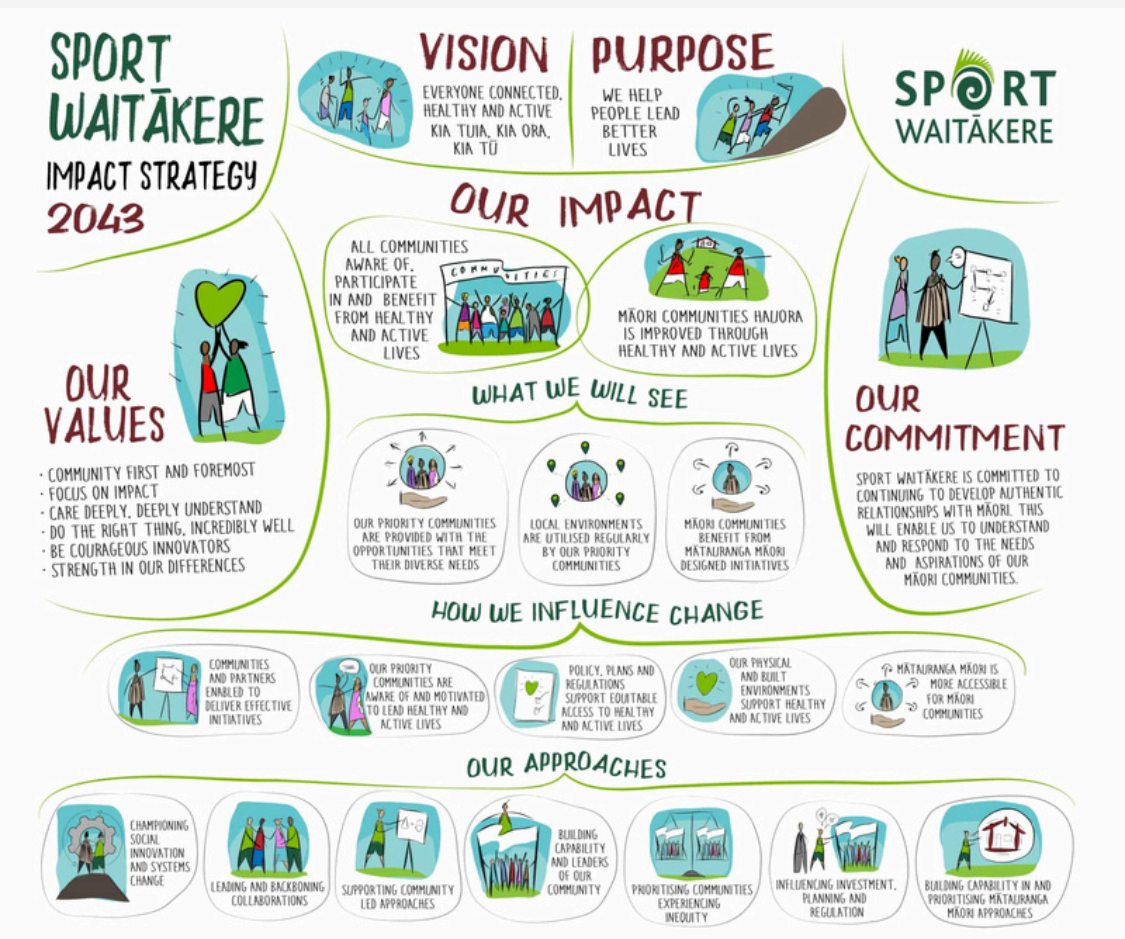 SPORT
WAITĀKERE
IMPACT STRATEGY
2043
VISION
EVERYONE CONNECTED,
HEALTHY AND ACTIVE
KIA TUIA, KIA ORA,
KIA TŪ
PURPOSE
WE HELP
PEOPLE LEAD
BETTER
LIVES
SPORT
WAITĀKERE
OUR IMPACT
ALL COMMUNITIES
AWARE OF,
PARTICIPATE
IN AND BENEFIT
FROM HEALTHY
AND ACTIVE
LIVES
COMMUNITIES
MĀORI COMMUNITIES HAUORA
IS IMPROVED THROUGH
HEALTHY AND ACTIVE LIVES
OUR
VALUES
· COMMUNITY FIRST AND FOREMOST
· FOCUS ON IMPACT
· CARE DEEPLY, DEEPLY UNDERSTAND
· DO THE RIGHT THING, INCREDIBLY WELL
· BE COURAGEOUS INNOVATORS
· STRENGTH IN OUR DIFFERENCES
WHAT WE WILL SEE
OUR PRIORITY COMMUNITIES
ARE PROVIDED WITH THE
OPPORTUNITIES THAT MEET
THEIR DIVERSE NEEDS
LOCAL ENVIRONMENTS
ARE UTILISED REGULARLY
BY OUR PRIORITY
COMMUNITIES
MĀORI COMMUNITIES
BENEFIT FROM
MĀTAURANGA MĀORI
DESIGNED INITIATIVES
OUR
COMMITMENT
SPORT WAITĀKERE IS COMMITTED TO
CONTINUING TO DEVELOP AUTHENTIC
RELATIONSHIPS WITH MĀORI. THIS
WILL ENABLE US TO UNDERSTAND
AND RESPOND TO THE NEEDS
AND ASPIRATIONS OF OUR
MĀORI COMMUNITIES.
HOW WE INFLUENCE CHANGE
COMMUNITIES
AND PARTNERS
ENABLED TO
DELIVER EFFECTIVE
INITIATIVES
OUR PRIORITY
COMMUNITIES ARE
AWARE OF AND MOTIVATED
TO LEAD HEALTHY AND
ACTIVE LIVES
POLICY, PLANS AND
REGULATIONS
SUPPORT EQUITABLE
ACCESS TO HEALTHY
AND ACTIVE LIVES
OUR PHYSICAL
AND BUILT
ENVIRONMENTS
SUPPORT HEALTHY
AND ACTIVE LIVES
MĀTAURANGA MĀORI IS
MORE ACCESSIBLE
FOR MĀORI
COMMUNITIES
OUR APPROACHES
CHAMPIONING
SOCIAL
INNOVATION
AND SYSTEMS
CHANGE
LEADING AND BACKBONING
COLLABORATIONS
SUPPORTING COMMUNITY
LED APPROACHES
BUILDING
CAPABILITY
AND LEADERS
OF OUR
COMMUNITY
PRIORITISING COMMUNITIES
EXPERIENCING
INEQUITY
INFLUENCING INVESTMENT,
PLANNING AND
REGULATION
BUILDING CAPABILITY IN AND
PRIORITISING MĀTAURANGA
MĀORI APPROACHES